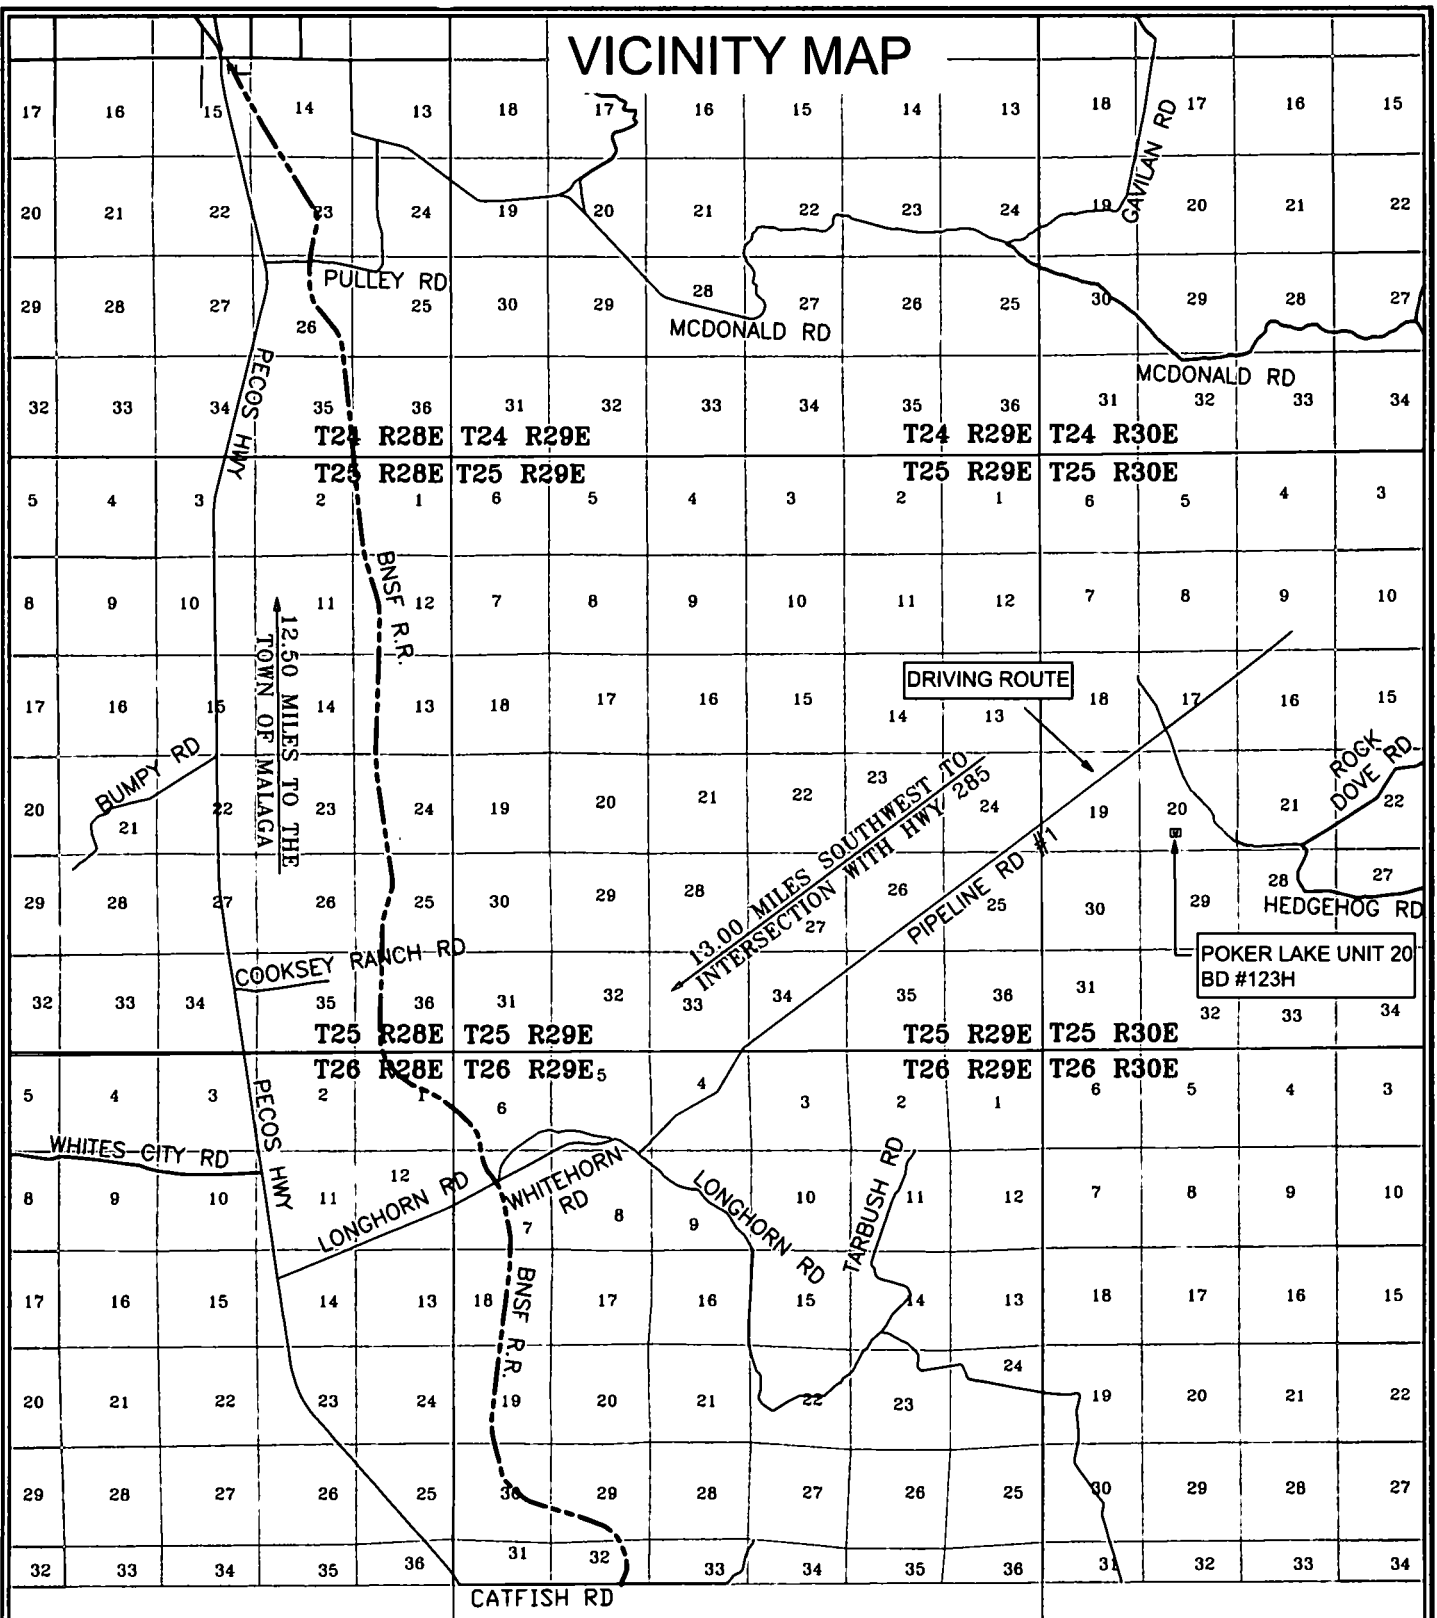 VICINITY MAP
17 16 15 14 13 18 17 16 15 14 13 18 17 16 15
GAVILAN RD
20 21 22 23 24 19 20 21 22 23 24 19 20 21 22
PULLEY RD
29 28 27 26 25 30 29 28 27 26 25 30 29 28 27
MCDONALD RD
MCDONALD RD
PECOS HWY
32 33 34 35 36 31 32 33 34 35 36 31 32 33 34
T24 R28E T24 R29E T24 R29E T24 R30E
T25 R28E T25 R29E T25 R29E T25 R30E
5 4 3 2 1 6 5 4 3 2 1 6 5 4 3
BNSF R.R.
8 9 10 11 12 7 8 9 10 11 12 7 8 9 10
12.50 MILES TO THE
TOWN OF MALAGA
DRIVING ROUTE
17 16 15 14 13 18 17 16 15 14 13 18 17 16 15
BUMPY RD
ROCK
DOVE RD
20 21 22 23 24 19 20 21 22 23 24 19 20 21 22
13.00 MILES SOUTHWEST TO
INTERSECTION WITH HWY 285
PIPELINE RD #1
29 28 27 26 25 30 29 28 27 26 25 30 29 28 27
HEDGEHOG RD
COOKSEY RANCH RD
POKER LAKE UNIT 20
BD #123H
32 33 34 35 36 31 32 33 34 35 36 31 32 33 34
T25 R28E T25 R29E T25 R29E T25 R30E
T26 R28E T26 R29E T26 R29E T26 R30E
5 4 3 2 1 6 5 4 3 2 1 6 5 4 3
PECOS HWY
WHITES CITY RD
LONGHORN RD
WHITEHORN
RD
LONGHORN RD
TARBUSH RD
8 9 10 11 12 7 8 9 10 11 12 7 8 9 10
BNSF R.R.
17 16 15 14 13 18 17 16 15 14 13 18 17 16 15
20 21 22 23 24 19 20 21 22 23 24 19 20 21 22
29 28 27 26 25 30 29 28 27 26 25 30 29 28 27
32 33 34 35 36 31 32 33 34 35 36 31 32 33 34
CATFISH RD